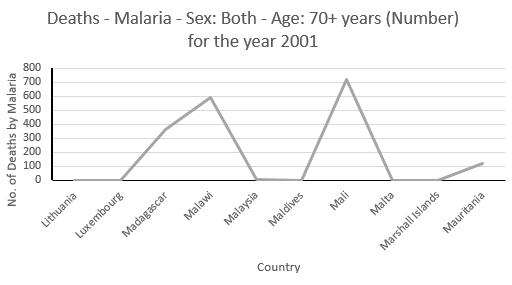 Deaths - Malaria - Sex: Both - Age: 70+ years (Number)
for the year 2001
No. of Deaths by Malaria
800
700
600
500
400
300
200
100
0
Lithuania
Luxembourg
Madagascar
Malawi
Malaysia
Maldives
Mali
Malta
Marshall Islands
Mauritania
Country